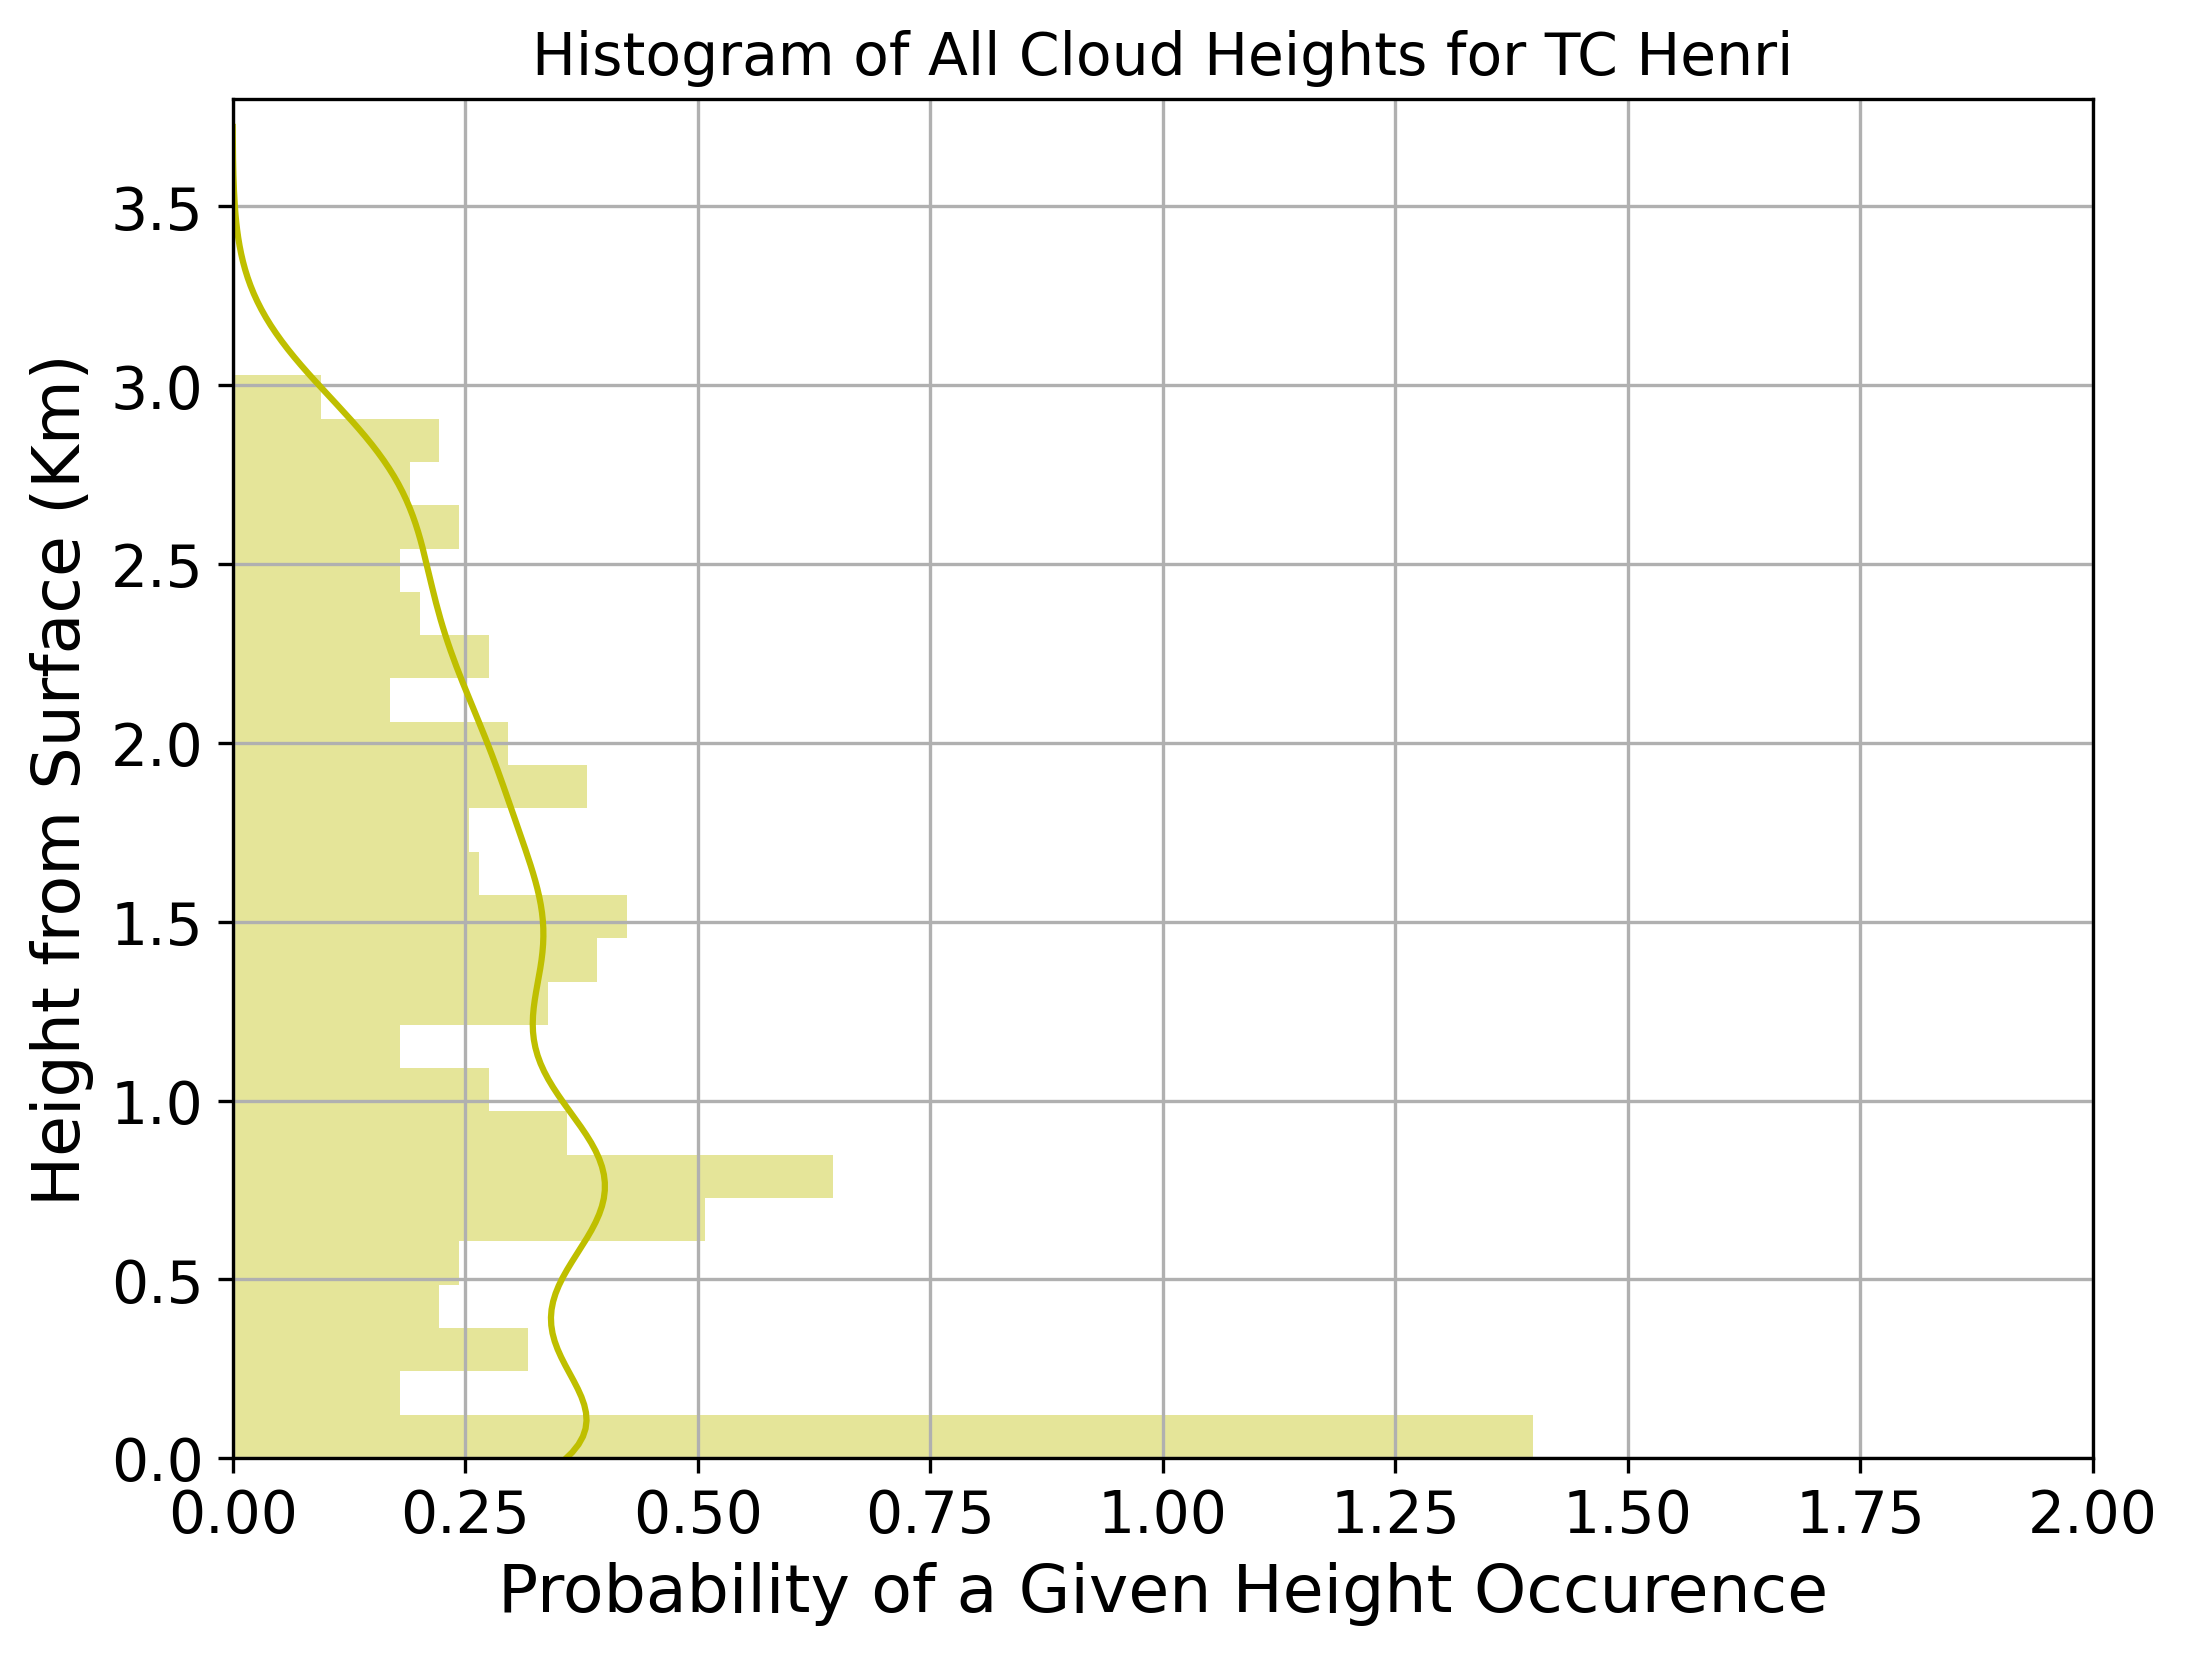 Histogram of All Cloud Heights for TC Henri
Height from Surface (Km)
3.5
3.0
2.5
2.0
1.5
1.0
0.5
0.0
0.00 0.25 0.50 0.75 1.00 1.25 1.50 1.75 2.00
Probability of a Given Height Occurence